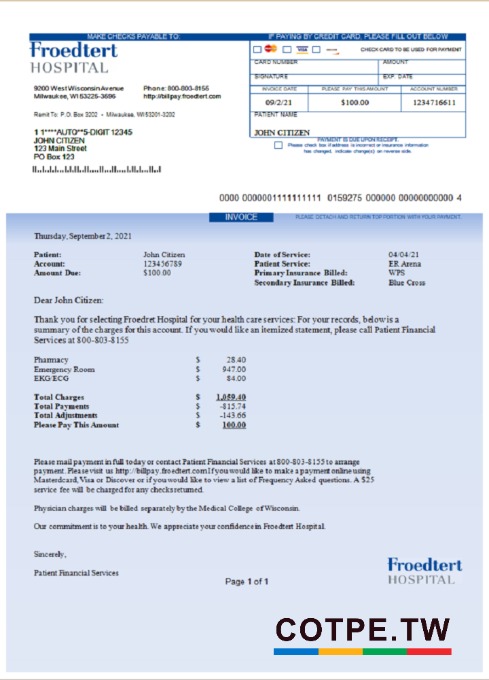 MAKE CHECKS PAYABLE TO:
IF PAYING BY CREDIT CARD, PLEASE FILL OUT BELOW
Froedtert
HOSPITAL
VISA
CHECK CARD TO BE USED FOR PAYMENT
CARD NUMBER AMOUNT
SIGNATURE EXP. DATE
9200 West Wisconsin Avenue Phone: 800-803-8155
Milwaukee, WI 53226-3596 http://billpay.froedtert.com
INVOICE DATE PLEASE PAY THIS AMOUNT ACCOUNT NUMBER
09/2/21 $100.00 1234716611
Remit To: P.O. Box 3202 • Milwaukee, WI 53201-3202
PATIENT NAME
JOHN CITIZEN
1 1****AUTO**5-DIGIT 12345
JOHN CITIZEN
123 Main Street
PO Box 123
PAYMENT IS DUE UPON RECEIPT.
Please check box if address is incorrect or insurance information
has changed, indicate change(s) on reverse side.
0000 0000001111111111 0159275 000000 00000000000 4
INVOICE
PLEASE DETACH AND RETURN TOP PORTION WITH YOUR PAYMENT.
Thursday, September 2, 2021
Patient: John Citizen Date of Service: 04/04/21
Account: 123456789 Patient Service: ER Arena
Amount Due: $100.00 Primary Insurance Billed: WPS
Secondary Insurance Billed: Blue Cross
Dear John Citizen:
Thank you for selecting Froedret Hospital for your health care services: For your records, below is a
summary of the charges for this account. If you would like an itemized statement, please call Patient Financial
Services at 800-803-8155
Pharmacy $ 28.40
Emergency Room $ 947.00
EKG/ECG $ 84.00
Total Charges $ 1,059.40
Total Payments $ -815.74
Total Adjustments $ -143.66
Please Pay This Amount $ 100.00
Please mail payment in full today or contact Patient Financial Services at 800-803-8155 to arrange
payment. Please visit us http://billpay.froedtert.com If you would like to make a payment online using
Masterdcard, Visa or Discover or if you would like to view a list of Frequency Asked questions. A $25
service fee will be charged for any checks returned.
Physician charges will be billed separately by the Medical College of Wisconsin.
Our commitment is to your health. We appreciate your confidence in Froedtert Hospital.
Sincerely,
Patient Financial Services
Page 1 of 1
Froedtert
HOSPITAL
COTPE.TW